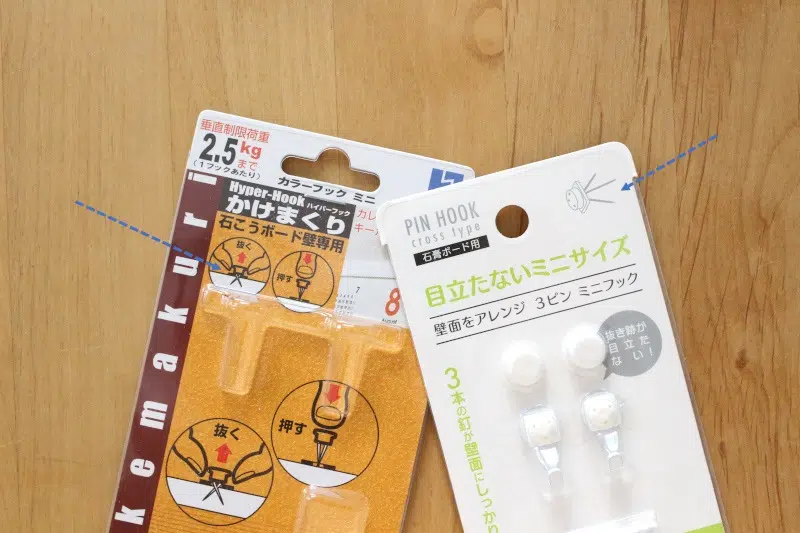 垂直制限荷重
2.5kgまで
(1フックあたり)
カラーフック ミニ
Hyper-Hook ハイパーフック
かけまくり
石こうボード壁専用
抜く
押す
8
抜く
押す
kemakuri
PIN HOOK
cross type
石膏ボード用
目立たないミニサイズ
壁面をアレンジ 3ピン ミニフック
抜き跡が
目立た
ない!
3本の釘が壁面にしっかり